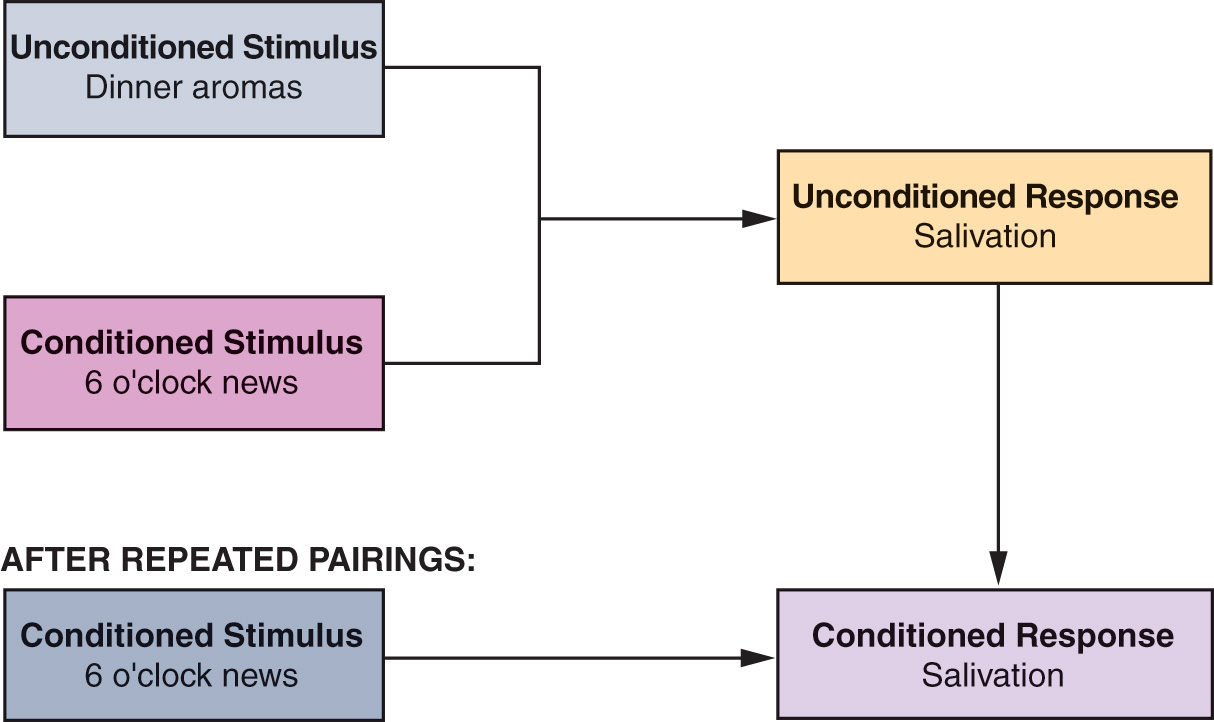 Unconditioned Stimulus
Dinner aromas
Unconditioned Response
Salivation
Conditioned Stimulus
6 o'clock news
AFTER REPEATED PAIRINGS:
Conditioned Stimulus
6 o'clock news
Conditioned Response
Salivation